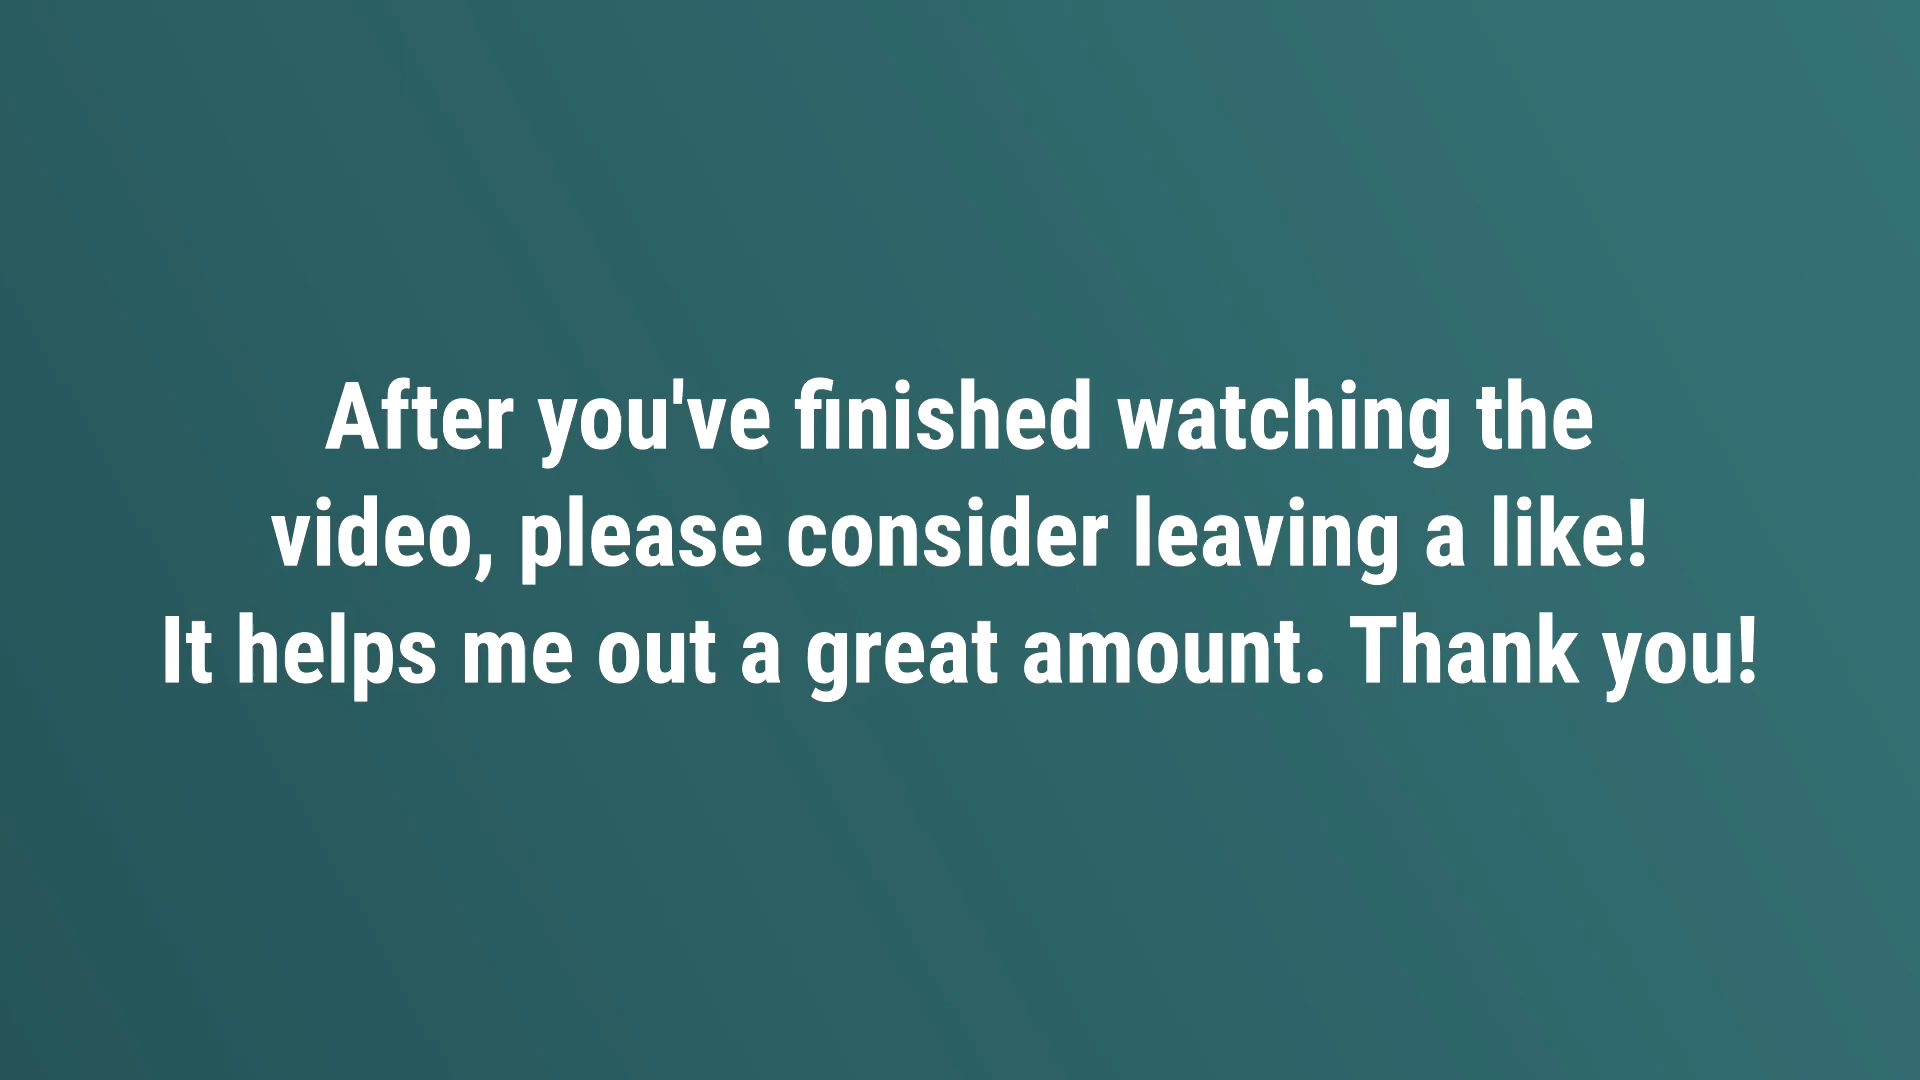 After you've finished watching the
video, please consider leaving a like!
It helps me out a great amount. Thank you!